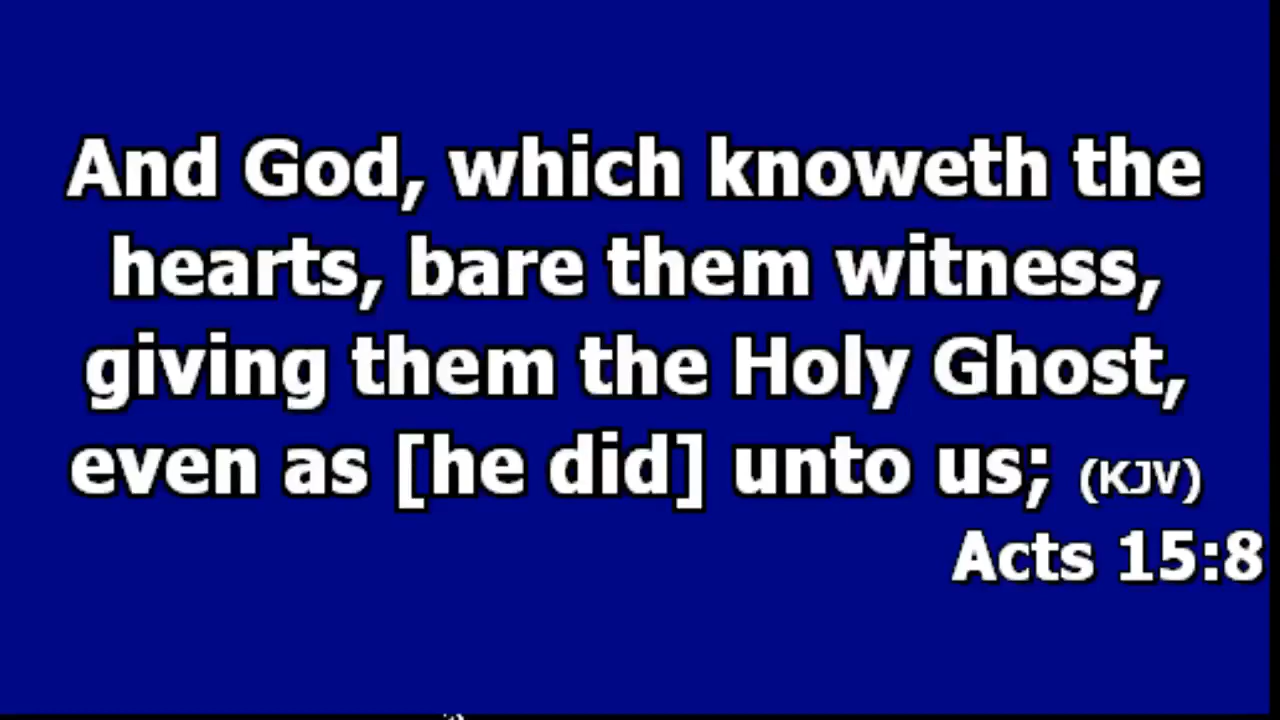 And God, which knoweth the
hearts, bare them witness,
giving them the Holy Ghost,
even as [he did] unto us; (KJV)
Acts 15:8